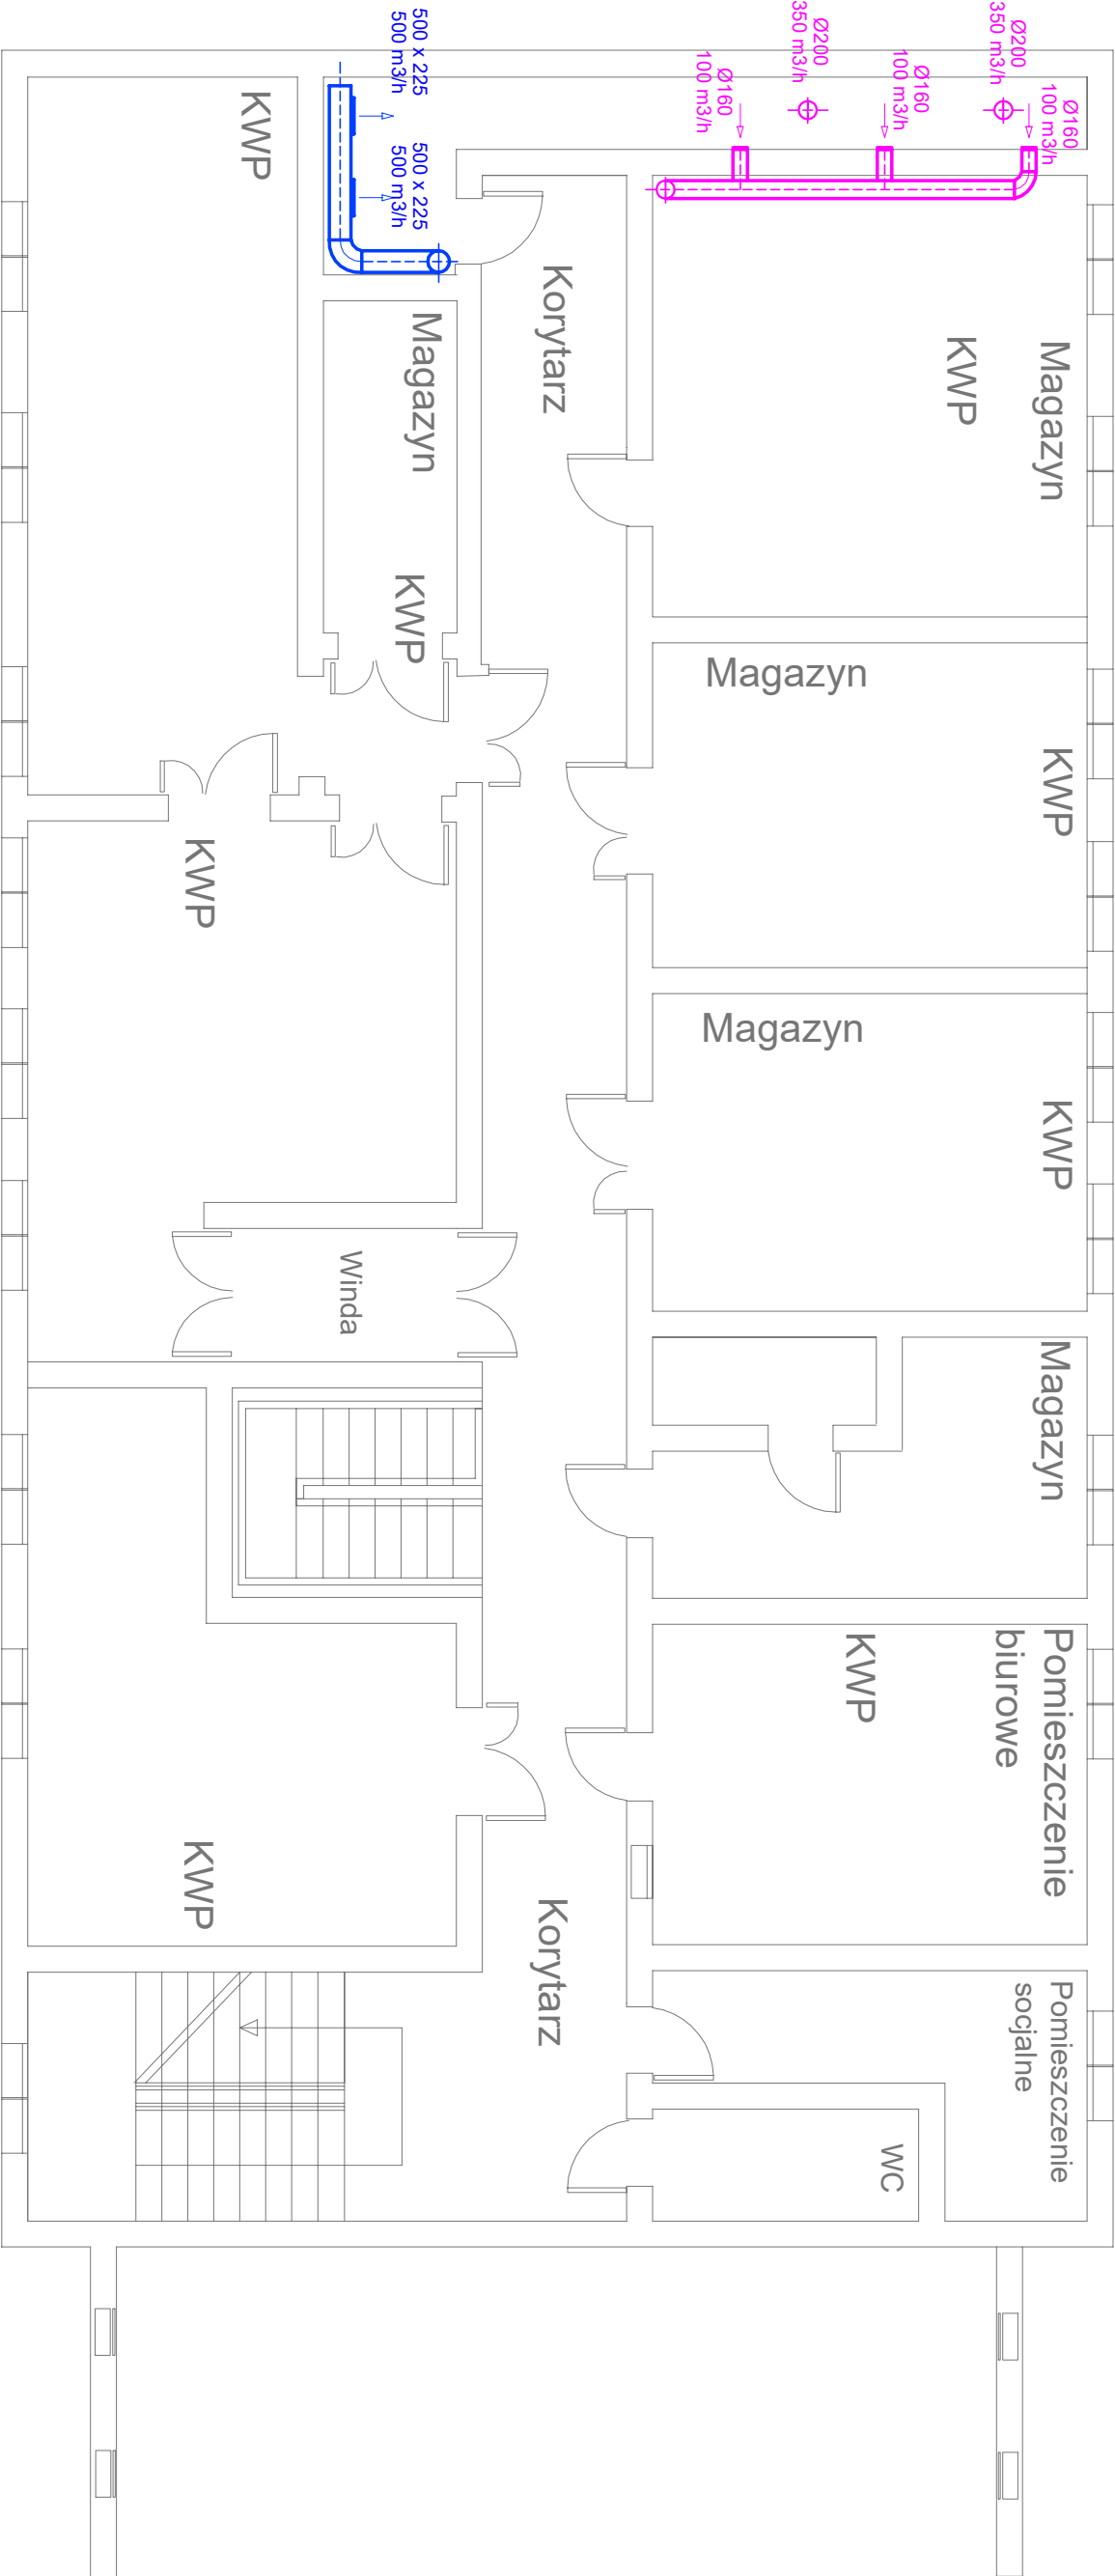 500 x 225
500 m3/h
500 x 225
500 m3/h
Ø160
100 m3/h
Ø200
350 m3/h
Ø160
100 m3/h
Ø200
350 m3/h
Ø160
100 m3/h
KWP
Magazyn
KWP
Korytarz
Magazyn
KWP
Magazyn
KWP
KWP
Magazyn
KWP
Winda
Magazyn
Pomieszczenie
biurowe
KWP
KWP
Korytarz
Pomieszczenie
socjalne
WC